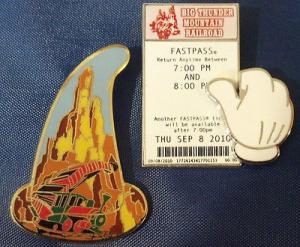 BIG THUNDER
MOUNTAIN
RAILROAD
FASTPASS®
Return Anytime Between
7:00 PM
AND
8:00 P
Another FASTPASS®
will be available
after 7:00pm
THU SEP 8 2010